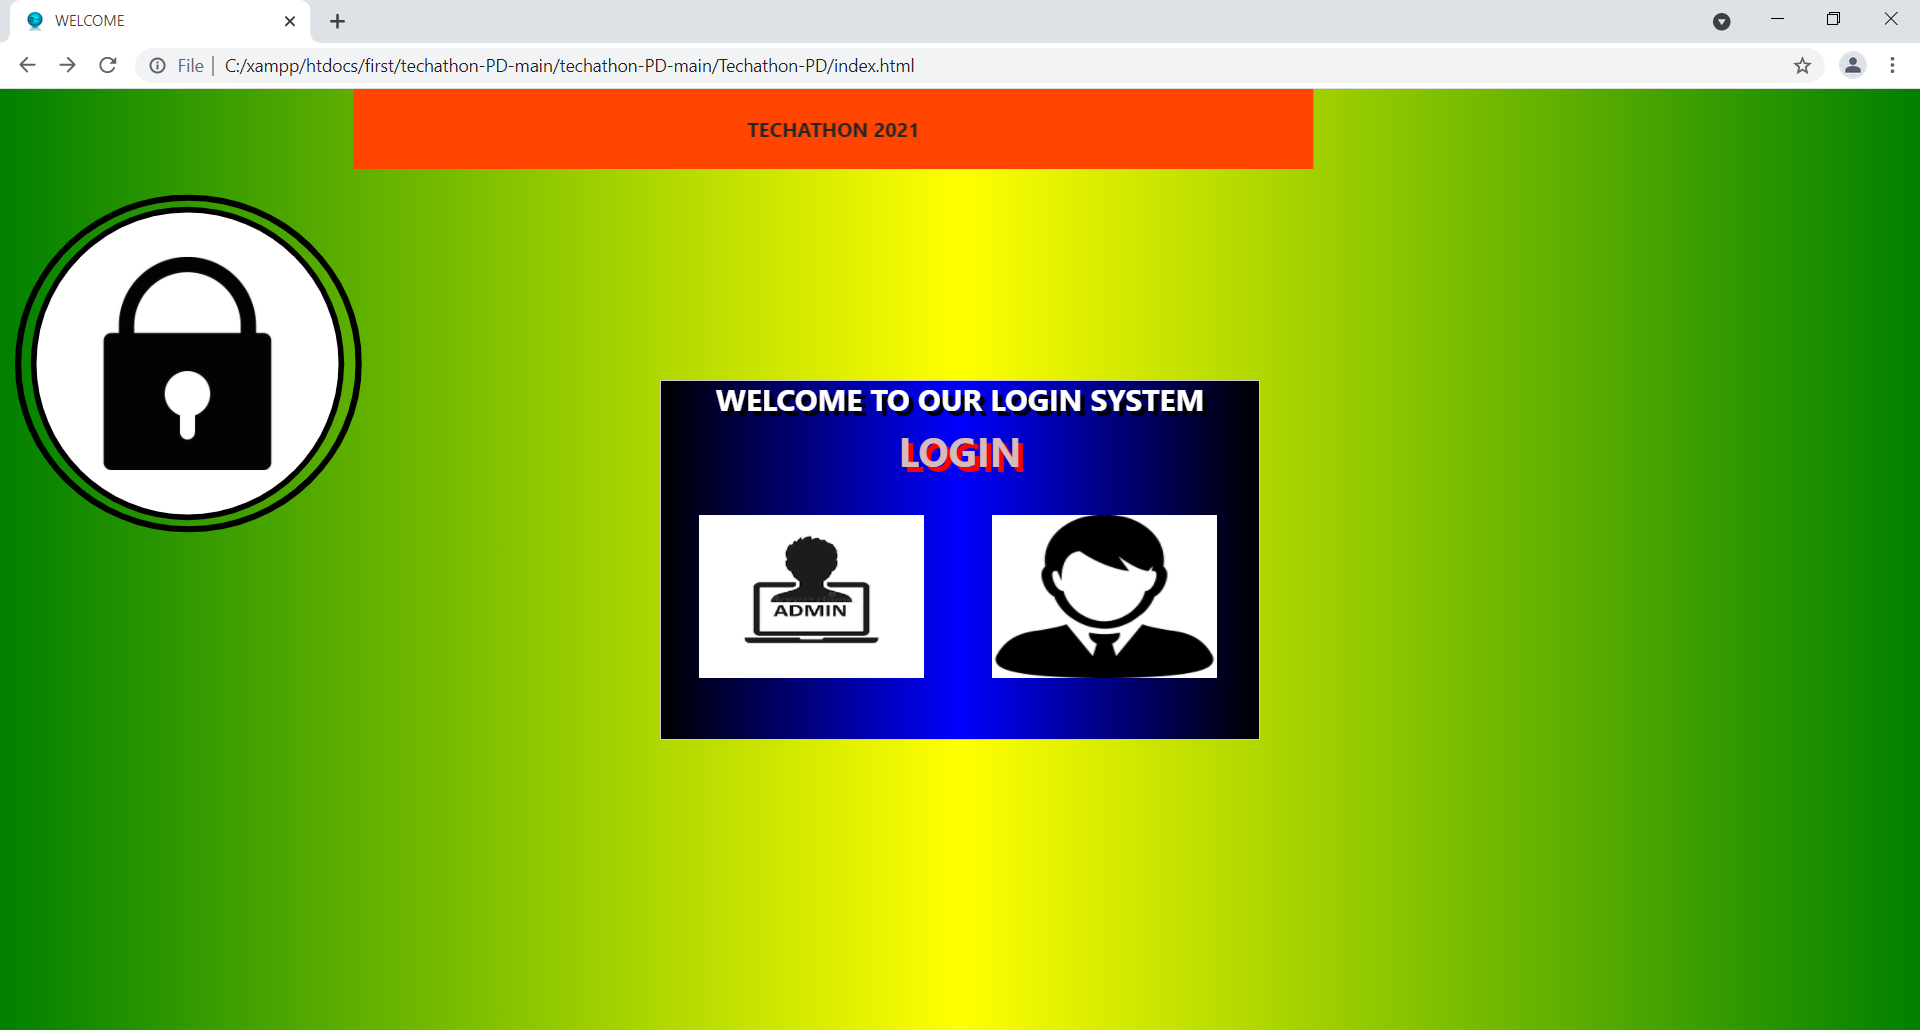 WELCOME
File | C:/xampp/htdocs/first/techathon-PD-main/techathon-PD-main/Techathon-PD/index.html
TECHATHON 2021
WELCOME TO OUR LOGIN SYSTEM
LOGIN
ADMIN